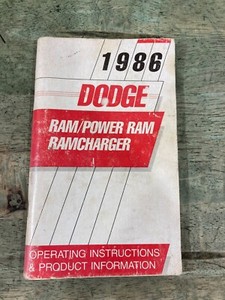 1986
DODGE
RAM/POWER RAM
RAMCHARGER
OPERATING INSTRUCTIONS
& PRODUCT INFORMATION